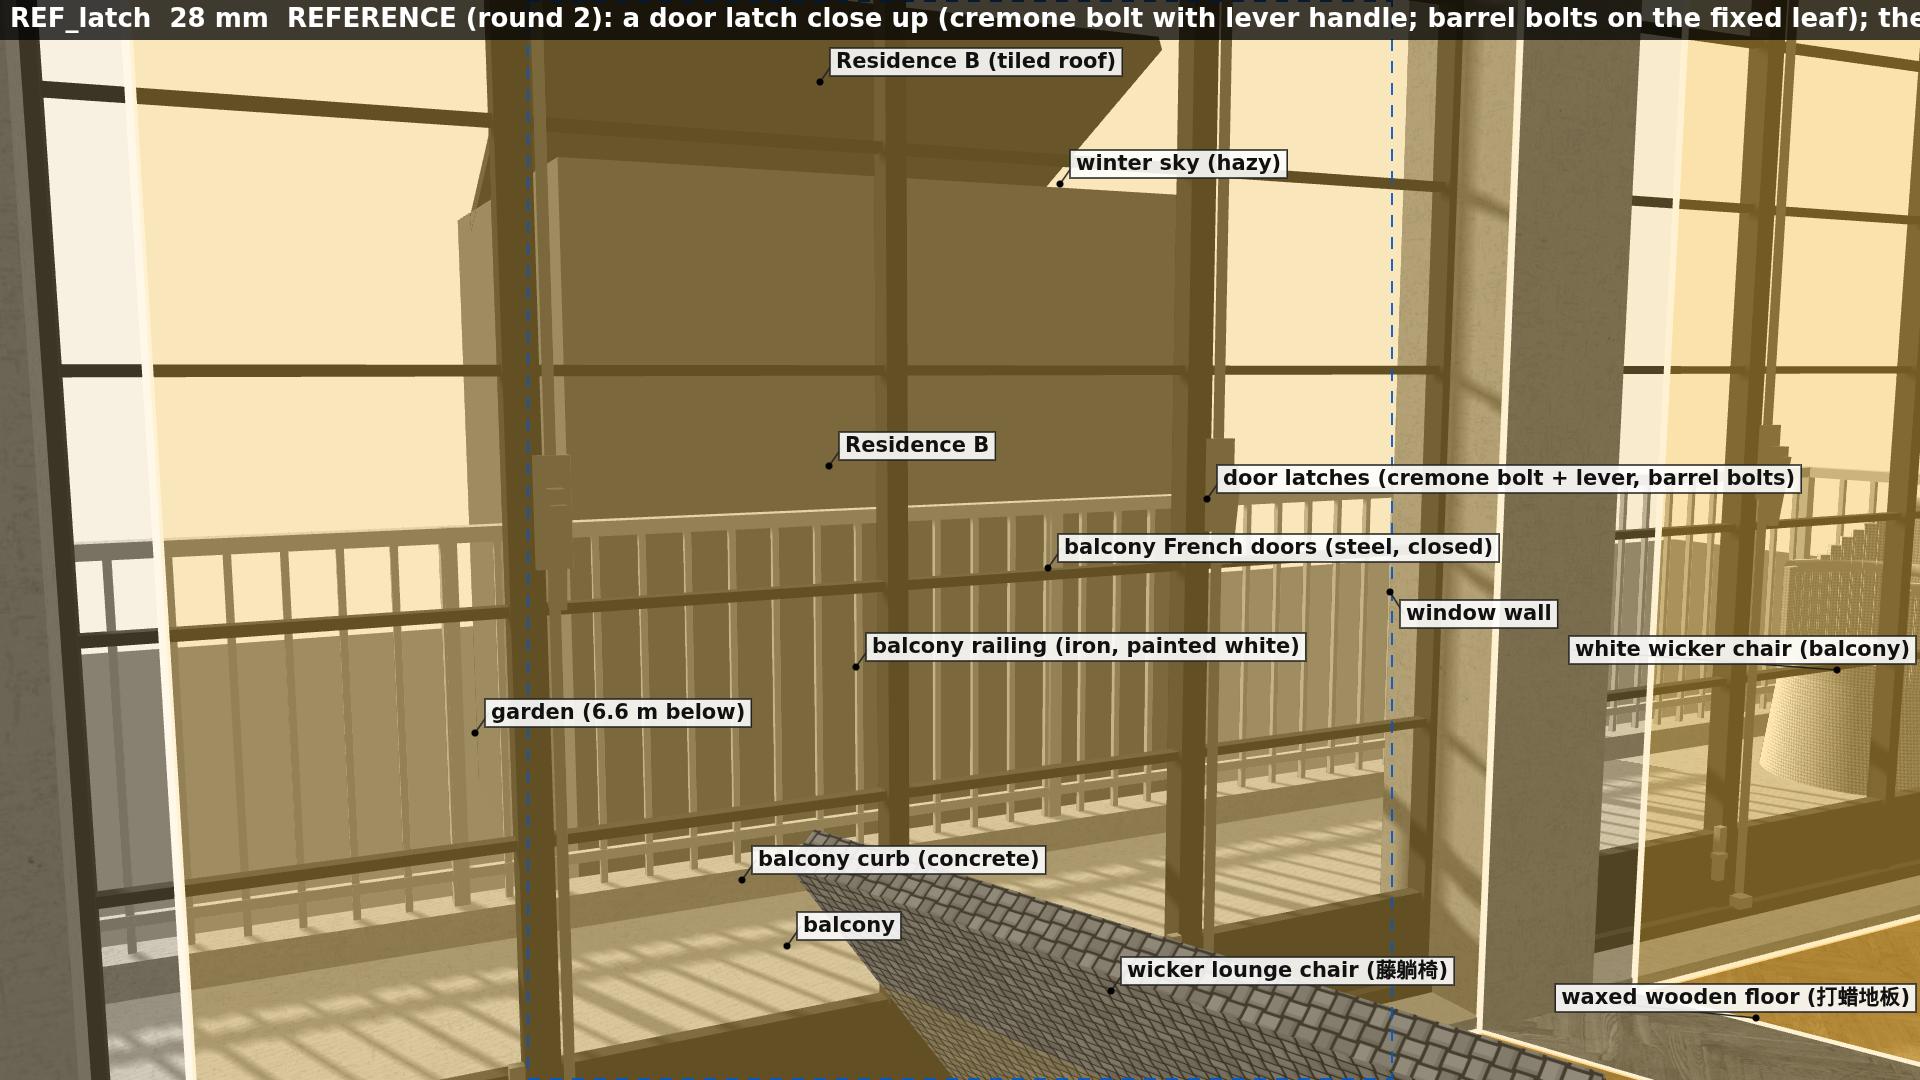 REF_latch 28 mm REFERENCE (round 2): a door latch close up (cremone bolt with lever handle; barrel bolts on the fixed leaf); the
Residence B (tiled roof)
winter sky (hazy)
Residence B
door latches (cremone bolt + lever, barrel bolts)
balcony French doors (steel, closed)
window wall
balcony railing (iron, painted white)
white wicker chair (balcony)
garden (6.6 m below)
balcony curb (concrete)
balcony
wicker lounge chair (藤躺椅)
waxed wooden floor (打蜡地板)